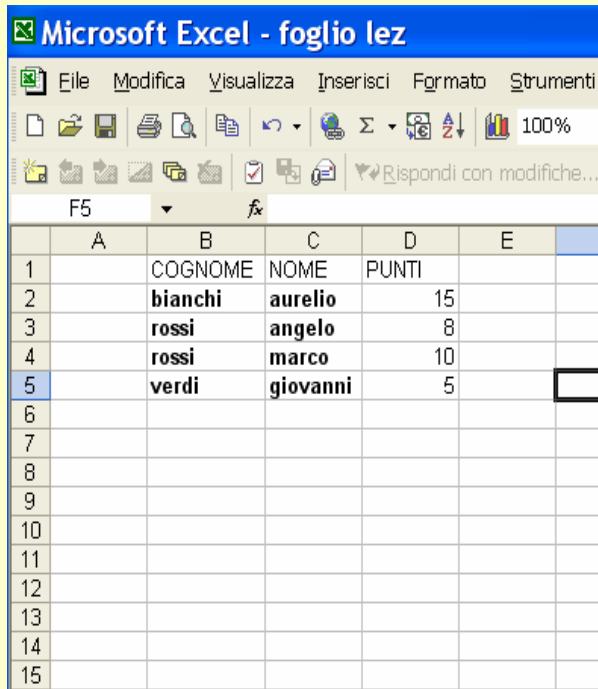 Microsoft Excel - foglio lez
File Modifica Visualizza Inserisci Formato Strumenti
Σ 100%
Rispondi con modifiche...
F5 fx
A B C D E
1 COGNOME NOME PUNTI
2 bianchi aurelio 15
3 rossi angelo 8
4 rossi marco 10
5 verdi giovanni 5
6
7
8
9
10
11
12
13
14
15